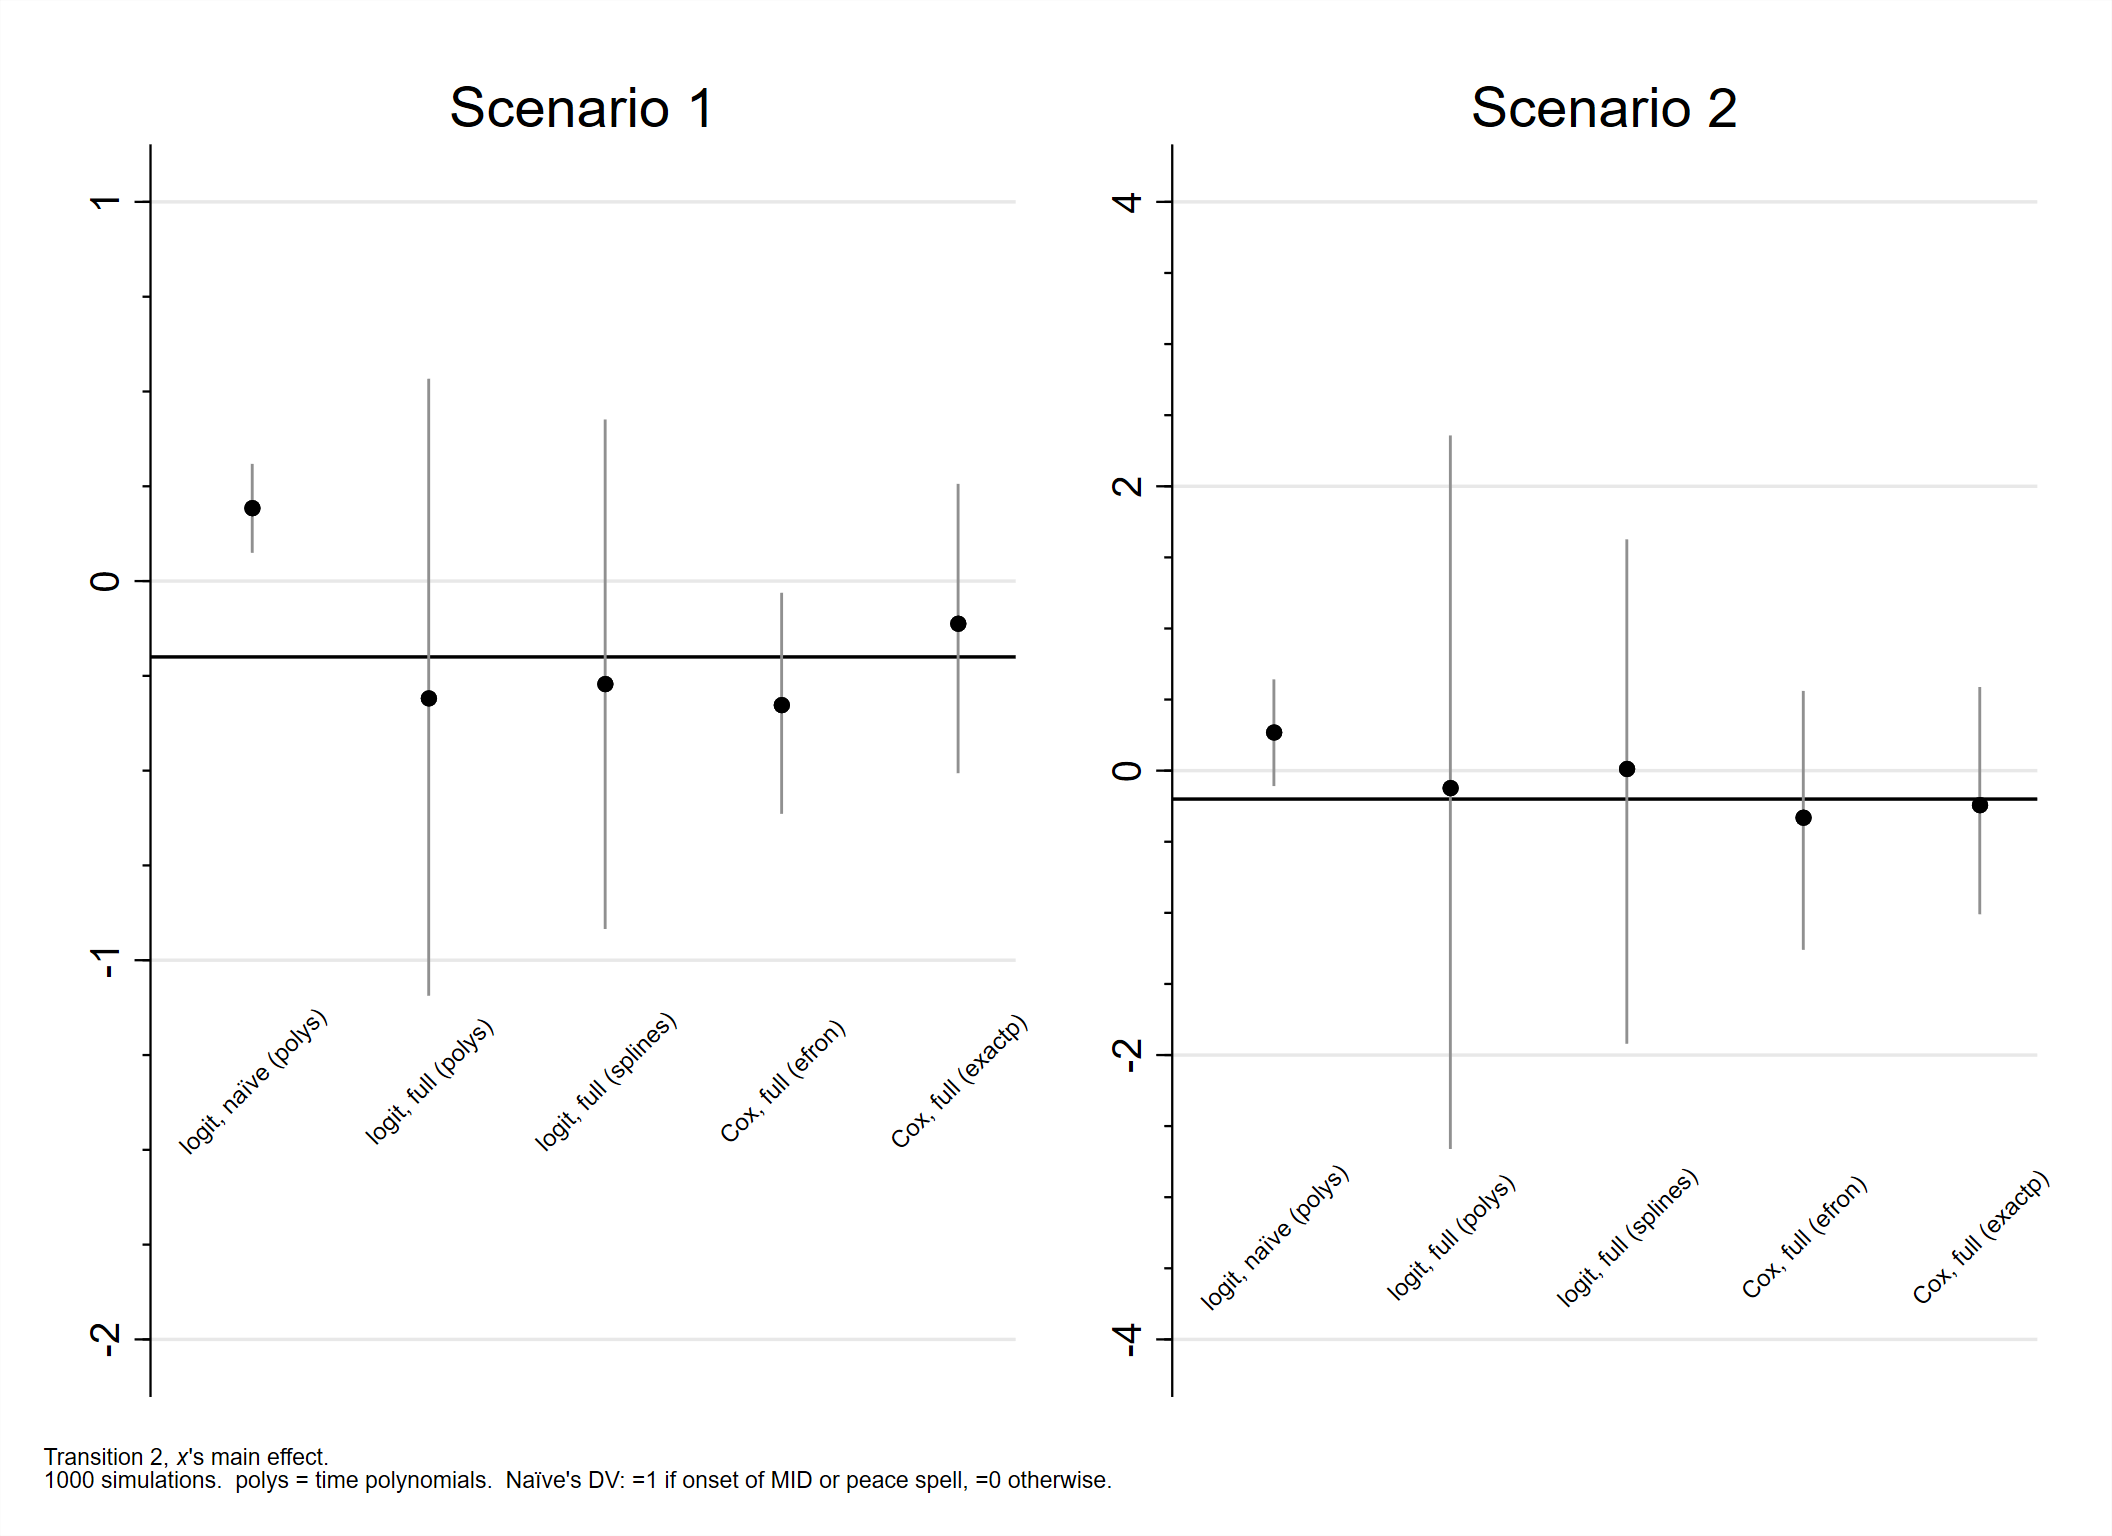 Scenario 1
1
0
-1
-2
logit, naïve (polys)
logit, full (polys)
logit, full (splines)
Cox, full (efron)
Cox, full (exactp)
Scenario 2
4
2
0
-2
-4
logit, naïve (polys)
logit, full (polys)
logit, full (splines)
Cox, full (efron)
Cox, full (exactp)
Transition 2, x's main effect.
1000 simulations.  polys = time polynomials.  Naïve's DV: =1 if onset of MID or peace spell, =0 otherwise.